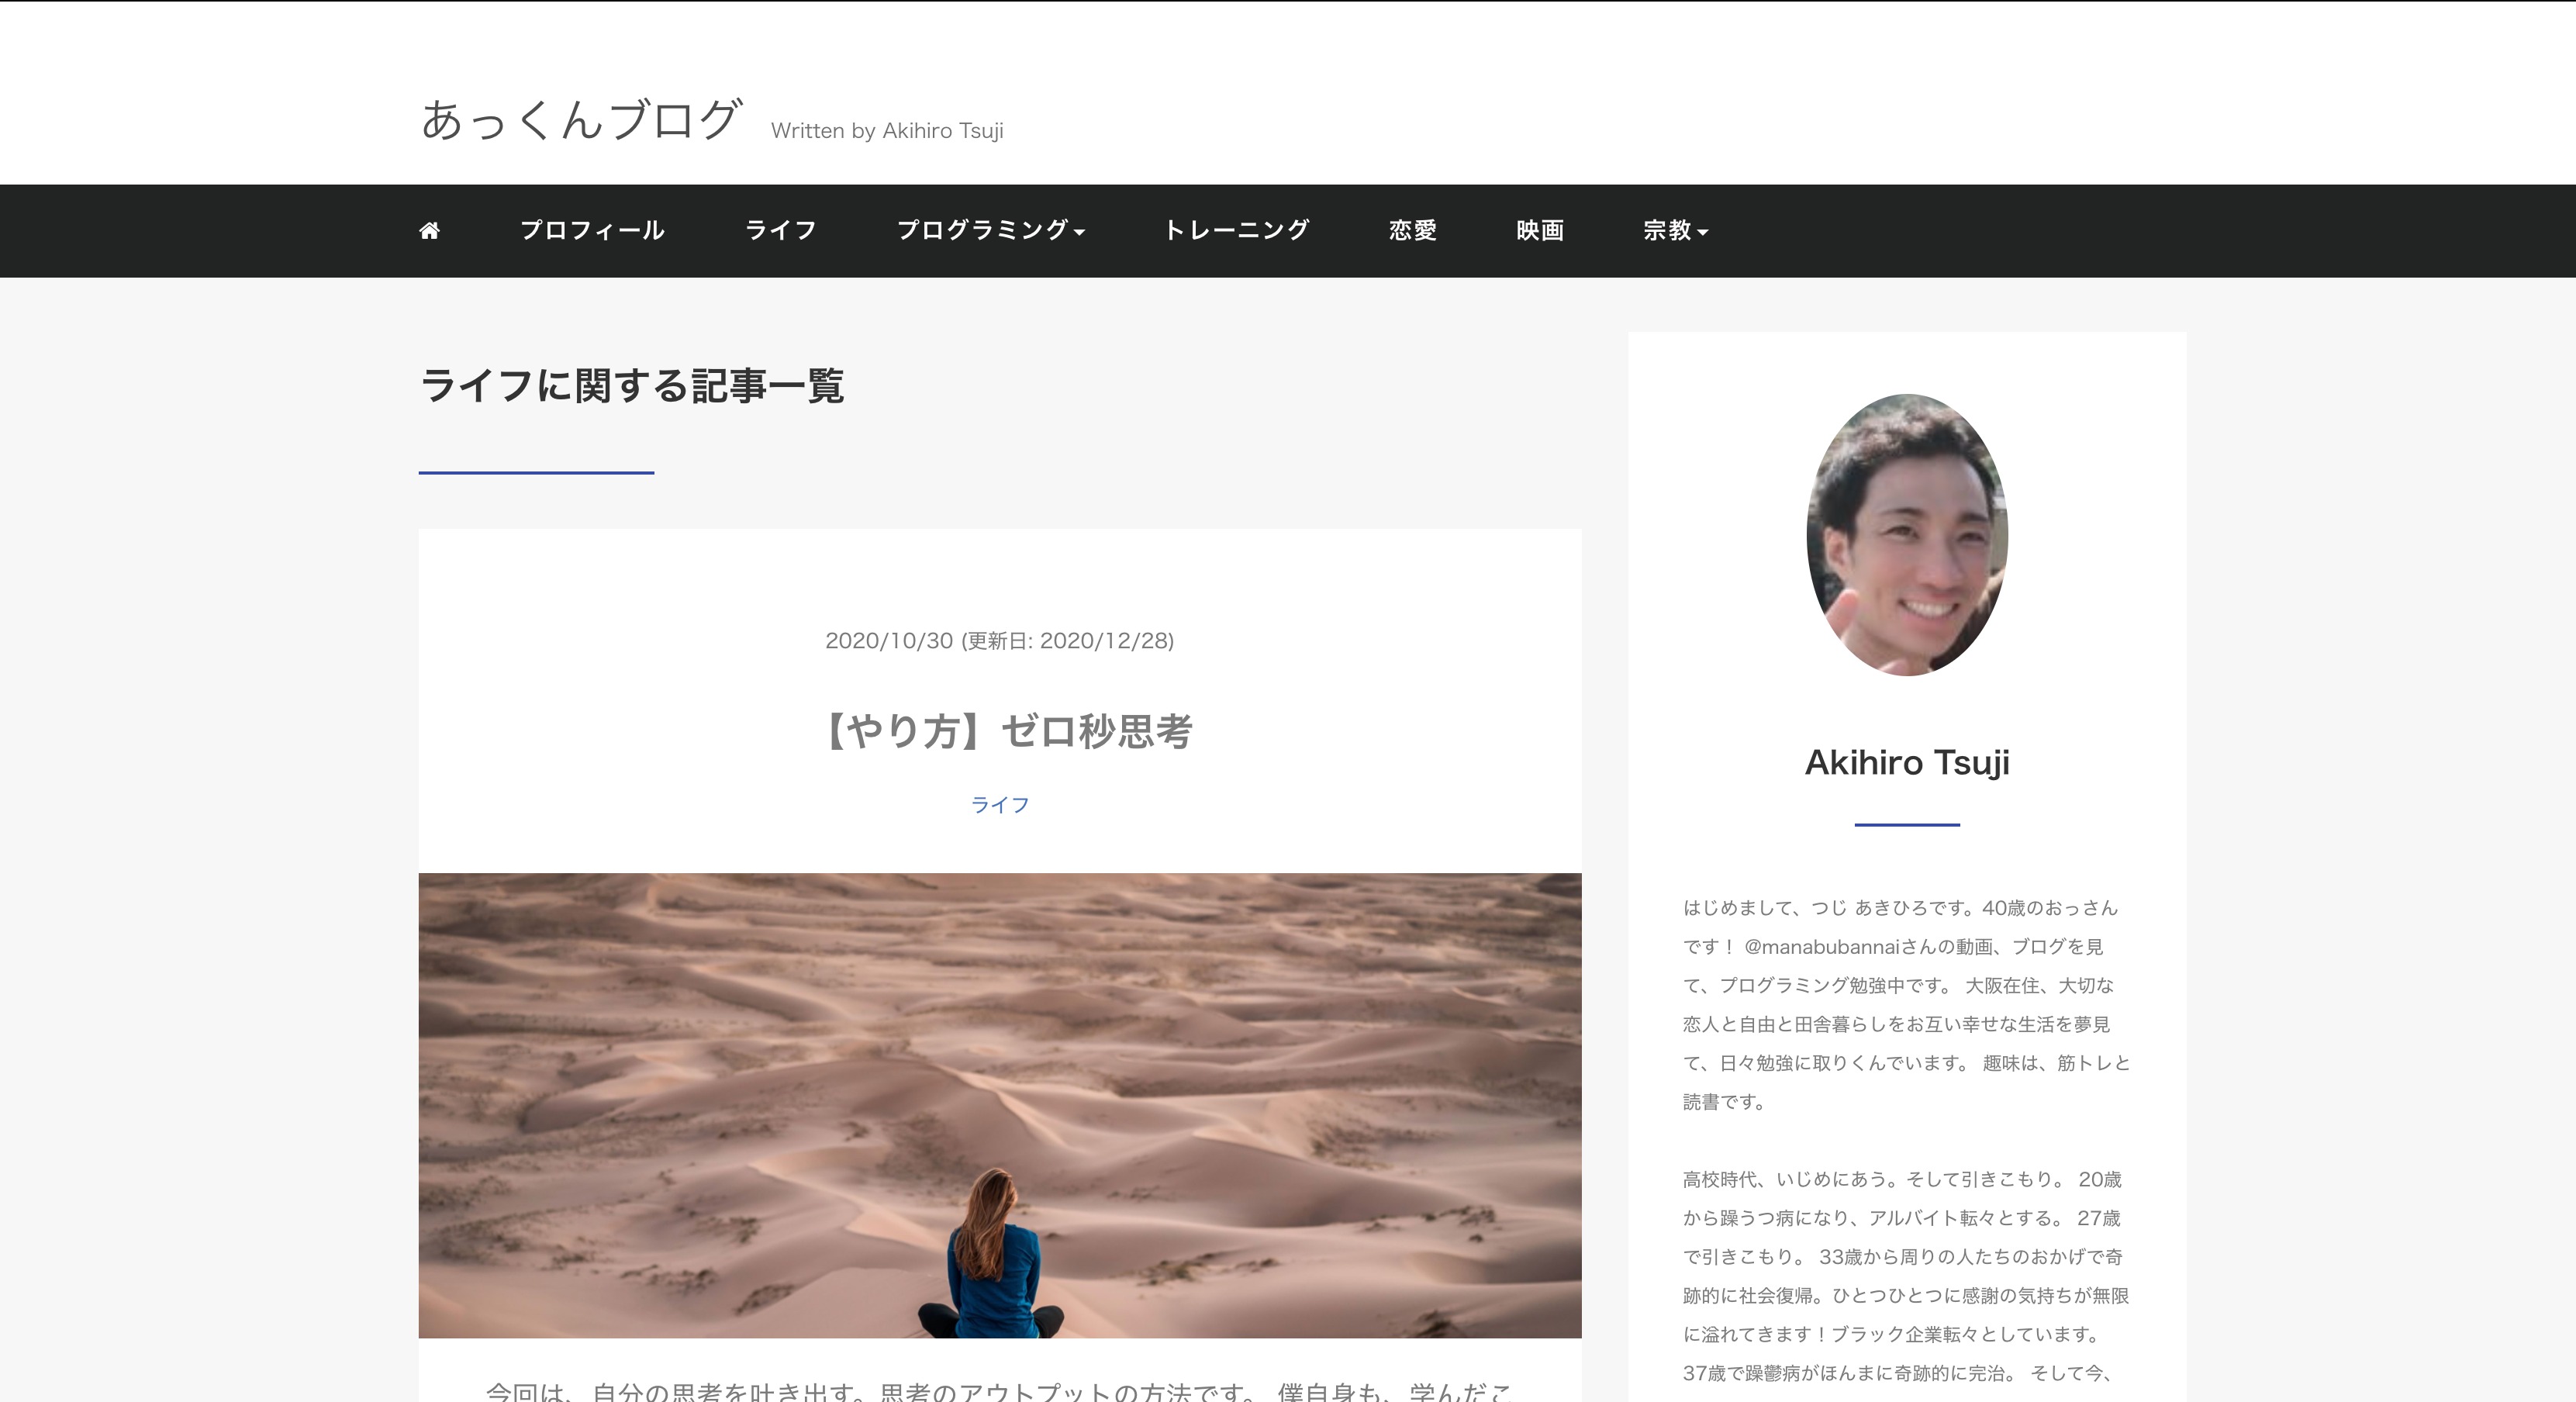 あっくんブログ Written by Akihiro Tsuji
プロフィール ライフ プログラミング トレーニング 恋愛 映画 宗教
ライフに関する記事一覧
2020/10/30 (更新日: 2020/12/28)
【やり方】ゼロ秒思考
ライフ
今回は、自分の思考を吐き出す。思考のアウトプットの方法です。 僕自身も、学んだこ
Akihiro Tsuji
はじめまして、つじ あきひろです。40歳のおっさん
です！ @manabubannaiさんの動画、ブログを見
て、プログラミング勉強中です。 大阪在住、大切な
恋人と自由と田舎暮らしをお互い幸せな生活を夢見
て、日々勉強に取りくんでいます。 趣味は、筋トレと
読書です。
高校時代、いじめにあう。そして引きこもり。 20歳
から躁うつ病になり、アルバイト転々とする。 27歳
で引きこもり。 33歳から周りの人たちのおかげで奇
跡的に社会復帰。ひとつひとつに感謝の気持ちが無限
に溢れてきます！ブラック企業転々としています。
37歳で躁鬱病がほんまに奇跡的に完治。 そして今、